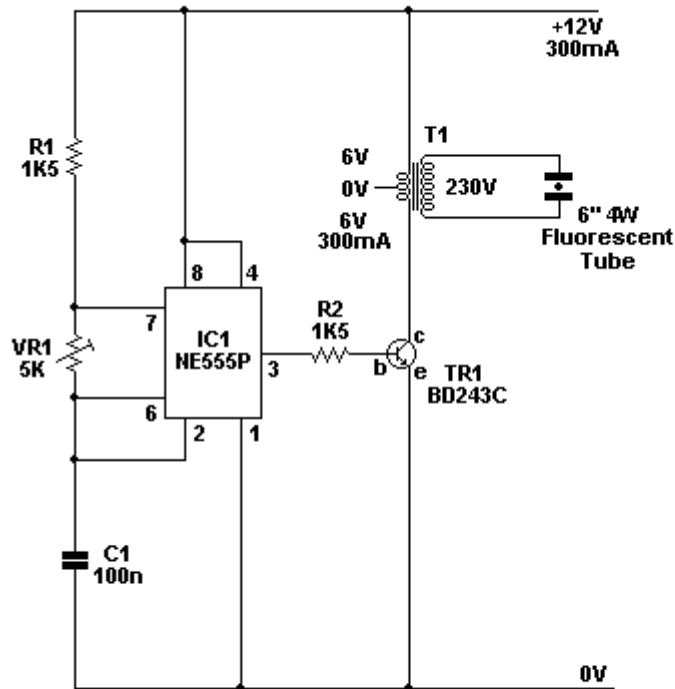 +12V
300mA
R1
1K5
T1
6V
0V
6V
300mA
230V
6" 4W
Fluorescent
Tube
8
4
7
IC1
NE555P
3
VR1
5K
6
2
1
R2
1K5
c
b
e
TR1
BD243C
C1
100n
0V